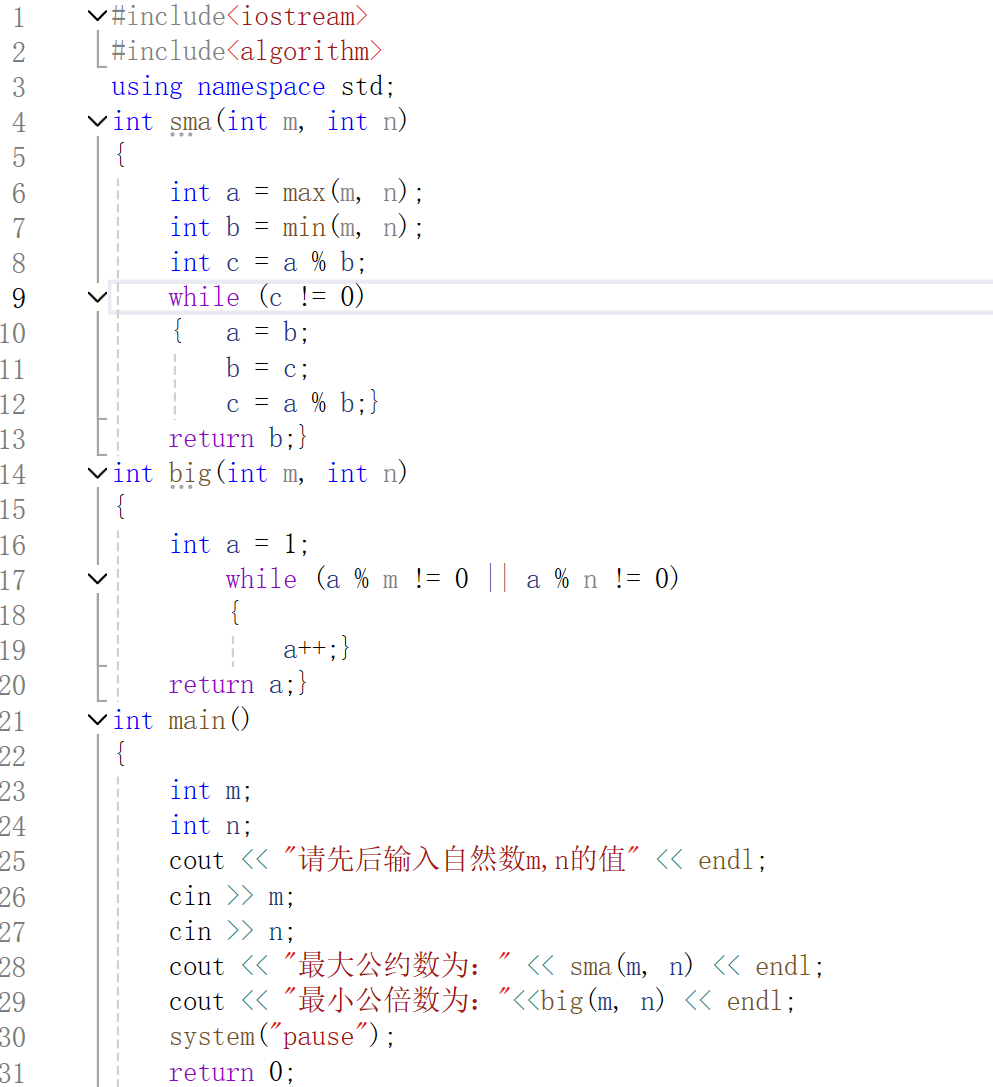 1 #include<iostream>
2 #include<algorithm>
3 using namespace std;
4 int sma(int m, int n)
5 {
6 int a = max(m, n);
7 int b = min(m, n);
8 int c = a % b;
9 while (c != 0)
10 { a = b;
11 b = c;
12 c = a % b;}
13 return b;}
14 int big(int m, int n)
15 {
16 int a = 1;
17 while (a % m != 0 || a % n != 0)
18 {
19 a++;}
20 return a;}
21 int main()
22 {
23 int m;
24 int n;
25 cout << "请先后输入自然数m,n的值" << endl;
26 cin >> m;
27 cin >> n;
28 cout << "最大公约数为：" << sma(m, n) << endl;
29 cout << "最小公倍数为："<<big(m, n) << endl;
30 system("pause");
31 return 0;